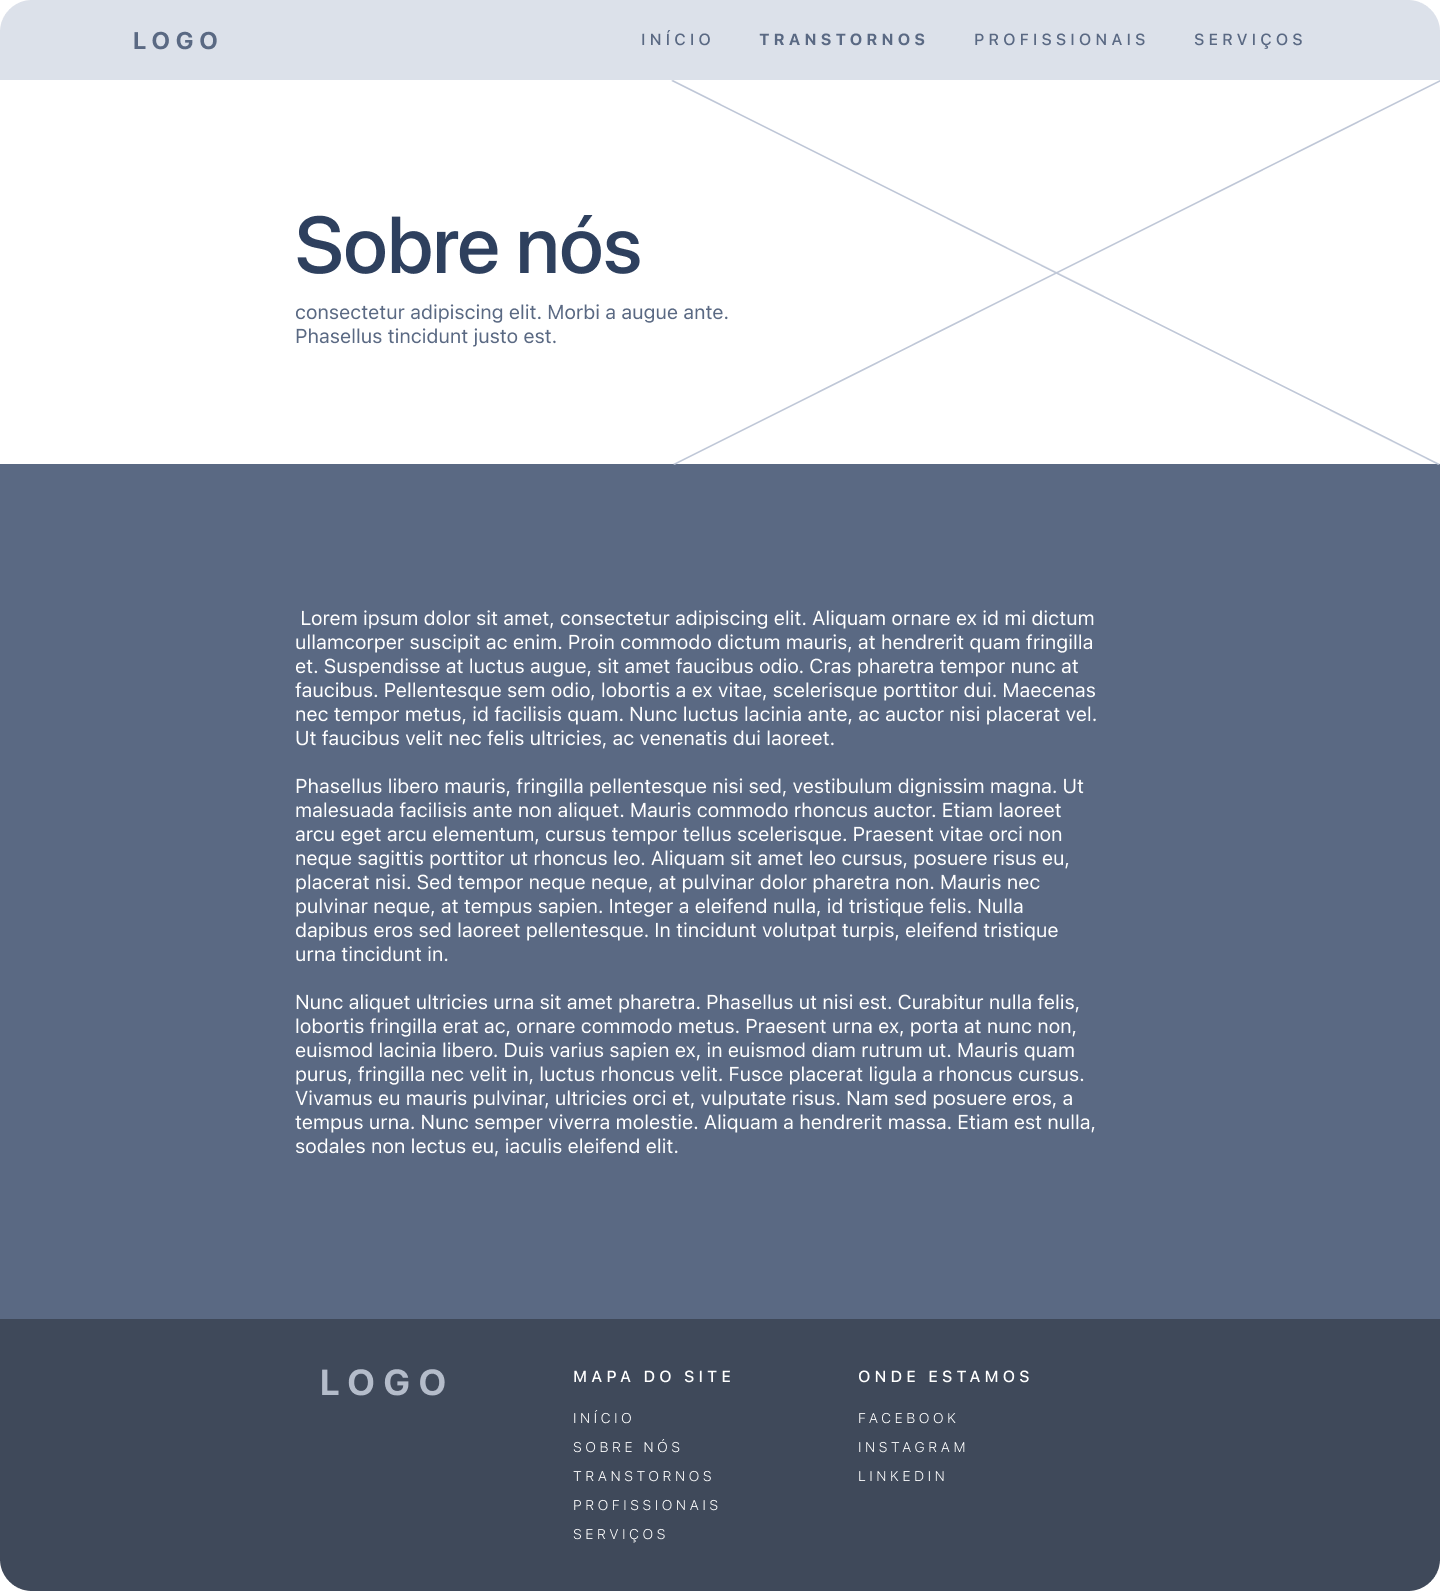 LOGO
INÍCIO TRANSTORNOS PROFISSIONAIS SERVIÇOS
Sobre nós
consectetur adipiscing elit. Morbi a augue ante.
Phasellus tincidunt justo est.
Lorem ipsum dolor sit amet, consectetur adipiscing elit. Aliquam ornare ex id mi dictum
ullamcorper suscipit ac enim. Proin commodo dictum mauris, at hendrerit quam fringilla
et. Suspendisse at luctus augue, sit amet faucibus odio. Cras pharetra tempor nunc at
faucibus. Pellentesque sem odio, lobortis a ex vitae, scelerisque porttitor dui. Maecenas
nec tempor metus, id facilisis quam. Nunc luctus lacinia ante, ac auctor nisi placerat vel.
Ut faucibus velit nec felis ultricies, ac venenatis dui laoreet.
Phasellus libero mauris, fringilla pellentesque nisi sed, vestibulum dignissim magna. Ut
malesuada facilisis ante non aliquet. Mauris commodo rhoncus auctor. Etiam laoreet
arcu eget arcu elementum, cursus tempor tellus scelerisque. Praesent vitae orci non
neque sagittis porttitor ut rhoncus leo. Aliquam sit amet leo cursus, posuere risus eu,
placerat nisi. Sed tempor neque neque, at pulvinar dolor pharetra non. Mauris nec
pulvinar neque, at tempus sapien. Integer a eleifend nulla, id tristique felis. Nulla
dapibus eros sed laoreet pellentesque. In tincidunt volutpat turpis, eleifend tristique
urna tincidunt in.
Nunc aliquet ultricies urna sit amet pharetra. Phasellus ut nisi est. Curabitur nulla felis,
lobortis fringilla erat ac, ornare commodo metus. Praesent urna ex, porta at nunc non,
euismod lacinia libero. Duis varius sapien ex, in euismod diam rutrum ut. Mauris quam
purus, fringilla nec velit in, luctus rhoncus velit. Fusce placerat ligula a rhoncus cursus.
Vivamus eu mauris pulvinar, ultricies orci et, vulputate risus. Nam sed posuere eros, a
tempus urna. Nunc semper viverra molestie. Aliquam a hendrerit massa. Etiam est nulla,
sodales non lectus eu, iaculis eleifend elit.
LOGO
MAPA DO SITE
INÍCIO
SOBRE NÓS
TRANSTORNOS
PROFISSIONAIS
SERVIÇOS
ONDE ESTAMOS
FACEBOOK
INSTAGRAM
LINKEDIN